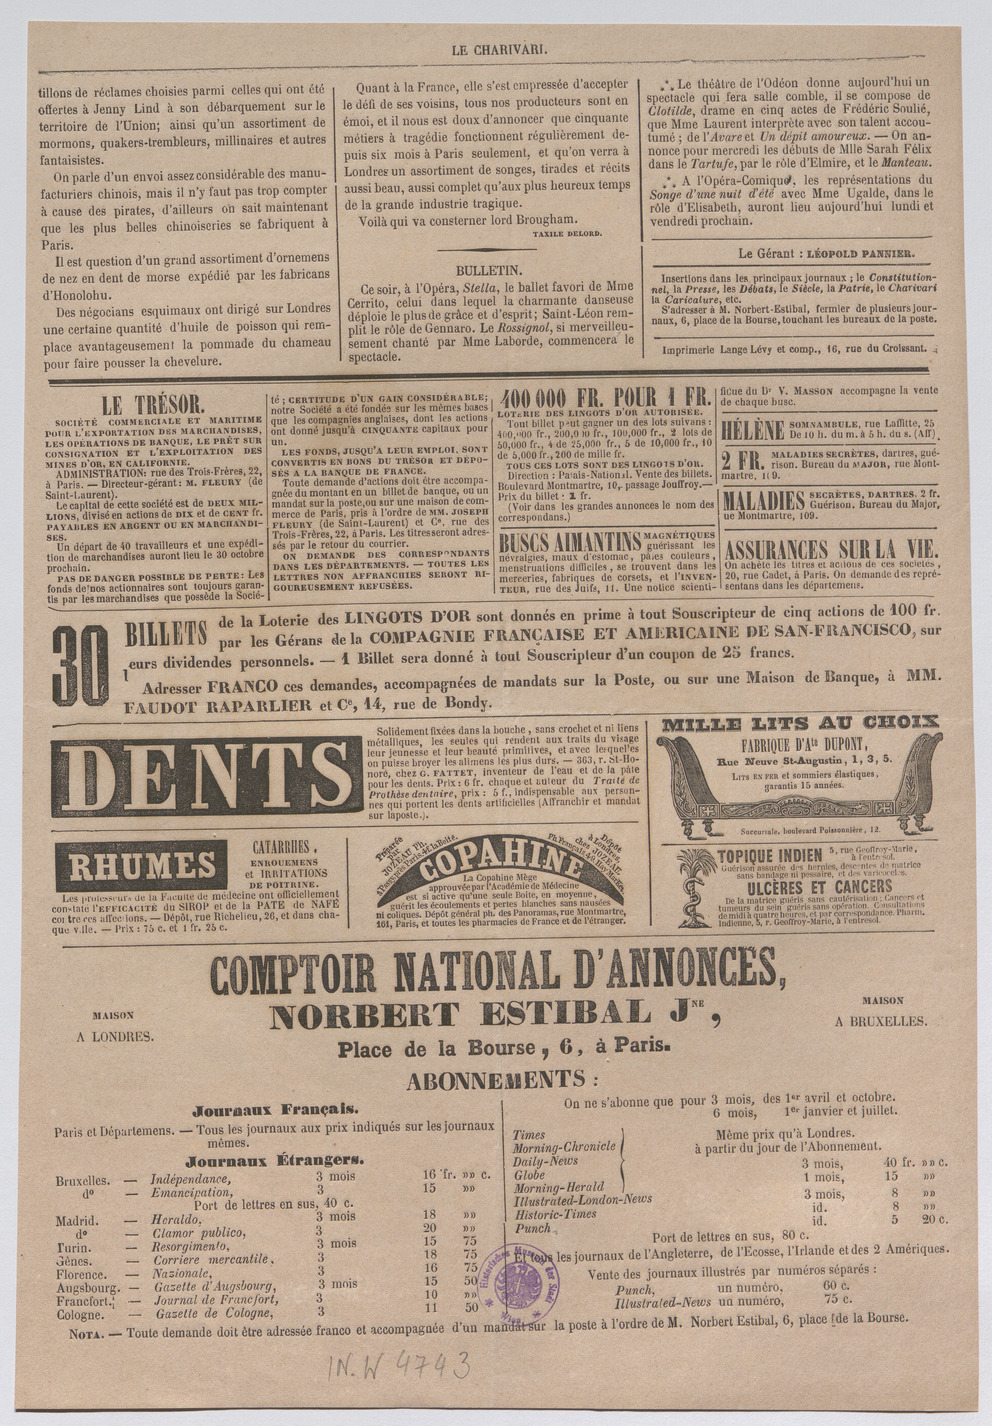 LE CHARIVARI.
tillons de réclames choisies parmi celles qui ont été
offertes à Jenny Lind à son débarquement sur le
territoire de l'Union; ainsi qu'un assortiment de
mormons, quakers-trembleurs, millinaires et autres
fantaisistes.
On parle d'un envoi assez considérable des manu-
facturiers chinois, mais il n'y faut pas trop compter
à cause des pirates, d'ailleurs on sait maintenant
que les plus belles chinoiseries se fabriquent à
Paris.
Il est question d'un grand assortiment d'ornemens
de nez en dent de morse expédié par les fabricans
d'Honolohu.
Des négocians esquimaux ont dirigé sur Londres
une certaine quantité d'huile de poisson qui rem-
place avantageusement la pommade du chameau
pour faire pousser la chevelure.
Quant à la France, elle s'est empressée d'accepter
le défi de ses voisins, tous nos producteurs sont en
émoi, et il nous est doux d'annoncer que cinquante
métiers à tragédie fonctionnent régulièrement de-
puis six mois à Paris seulement, et qu'on verra à
Londres un assortiment de songes, tirades et récits
aussi beau, aussi complet qu'aux plus heureux temps
de la grande industrie tragique.
Voilà qui va consterner lord Brougham.
TAXILE DELORD.
BULLETIN.
Ce soir, à l'Opéra, Stella, le ballet favori de Mme
Cerrito, celui dans lequel la charmante danseuse
déploie le plus de grâce et d'esprit; Saint-Léon rem-
plit le rôle de Gennaro. Le Rossignol, si merveilleu-
sement chanté par Mme Laborde, commencera le
spectacle.
⁂ Le théâtre de l'Odéon donne aujourd'hui un
spectacle qui fera salle comble, il se compose de
Clotilde, drame en cinq actes de Frédéric Soulié,
que Mme Laurent interprète avec son talent accou-
tumé; de l'Avare et Un dépit amoureux. — On an-
nonce pour mercredi les débuts de Mlle Sarah Félix
dans le Tartufe, par le rôle d'Elmire, et le Manteau.
⁂ A l'Opéra-Comique, les représentations du
Songe d'une nuit d'été avec Mme Ugalde, dans le
rôle d'Elisabeth, auront lieu aujourd'hui lundi et
vendredi prochain.
Le Gérant : LÉOPOLD PANNIER.
Insertions dans les principaux journaux ; le Constitution-
nel, la Presse, les Débats, le Siècle, la Patrie, le Charivari
la Caricature, etc.
S'adresser à M. Norbert-Estibal, fermier de plusieurs jour-
naux, 6, place de la Bourse, touchant les bureaux de la poste.
Imprimerie Lange Lévy et comp., 16, rue du Croissant.
LE TRÉSOR.
SOCIÉTÉ COMMERCIALE ET MARITIME
POUR L'EXPORTATION DES MARCHANDISES,
LES OPÉRATIONS DE BANQUE, LE PRÊT SUR
CONSIGNATION ET L'EXPLOITATION DES
MINES D'OR, EN CALIFORNIE.
ADMINISTRATION: rue des Trois-Frères, 22,
à Paris. — Directeur-gérant: M. FLEURY (de
Saint-Laurent).
Le capital de cette société est de DEUX MIL-
LIONS, divisé en actions de DIX et de CENT fr.
PAYABLES EN ARGENT OU EN MARCHANDI-
SES.
Un départ de 40 travailleurs et une expédi-
tion de marchandises auront lieu le 30 octobre
prochain.
PAS DE DANGER POSSIBLE DE PERTE: Les
fonds de nos actionnaires sont toujours garan-
tis par les marchandises que possède la Socié-
té ; CERTITUDE D'UN GAIN CONSIDÉRABLE;
notre Société a été fondée sur les mêmes bases
que les compagnies anglaises, dont les actions
ont donné jusqu'à CINQUANTE capitaux pour
un.
LES FONDS, JUSQU'A LEUR EMPLOI, SONT
CONVERTIS EN BONS DU TRÉSOR ET DÉPO-
SÉS A LA BANQUE DE FRANCE.
Toute demande d'actions doit être accompa-
gnée du montant en un billet de banque, ou un
mandat sur la poste, ou sur une maison de com-
merce de Paris, pris à l'ordre de MM. JOSEPH
FLEURY (de Saint-Laurent) et Ce, rue des
Trois-Frères, 22, à Paris. Les titres seront adres-
sés par le retour du courrier.
ON DEMANDE DES CORRESPONDANTS
DANS LES DÉPARTEMENTS. — TOUTES LES
LETTRES NON AFFRANCHIES SERONT RI-
GOUREUSEMENT REFUSÉES.
400 000 FR. POUR 1 FR.
LOTERIE DES LINGOTS D'OR AUTORISÉE.
Tout billet peut gagner un des lots suivans :
400,000 fr., 200,000 fr., 100,000 fr., 2 lots de
50,000 fr., 4 de 25,000 fr., 5 de 10,000 fr., 10
de 5,000 fr., 200 de mille fr.
TOUS CES LOTS SONT DES LINGOTS D'OR.
Direction : Palais-National. Vente des billets.
Boulevard Montmartre, 10, passage Jouffroy.—
Prix du billet : 1 fr.
(Voir dans les grandes annonces le nom des
correspondans.)
BUSCS AIMANTINS MAGNÉTIQUES
guérissant les
névralgies, maux d'estomac, pâles couleurs,
menstruations difficiles, se trouvent dans les
merceries, fabriques de corsets, et l'INVEN-
TEUR, rue des Juifs, 11. Une notice scienti-
fique du Dr V. MASSON accompagne la vente
de chaque busc.
HÉLÈNE SOMNAMBULE, rue Laffitte, 25
De 10 h. du m. à 5 h. du s. (Aff).
2 FR. MALADIES SECRÈTES, dartres, gué-
rison. Bureau du MAJOR, rue Mont-
martre, 109.
MALADIES SECRÈTES, DARTRES. 2 fr.
Guérison. Bureau du Major,
rue Montmartre, 109.
ASSURANCES SUR LA VIE.
On achète les titres et actions de ces sociétés,
20, rue Cadet, à Paris. On demande des repré-
sentans dans les départemens.
30 BILLETS de la Loterie des LINGOTS D'OR sont donnés en prime à tout Souscripteur de cinq actions de 100 fr.
par les Gérans de la COMPAGNIE FRANÇAISE ET AMERICAINE DE SAN-FRANCISCO, sur
leurs dividendes personnels. — 1 Billet sera donné à tout Souscripteur d'un coupon de 25 francs.
Adresser FRANCO ces demandes, accompagnées de mandats sur la Poste, ou sur une Maison de Banque, à MM.
FAUDOT RAPARLIER et Ce, 14, rue de Bondy.
DENTS
Solidement fixées dans la bouche, sans crochet et ni liens
métalliques, les seules qui rendent aux traits du visage
leur jeunesse et leur beauté primitives, et avec lesquelles
on puisse broyer les alimens les plus durs. — 363, r. St-Ho-
noré, chez G. FATTET, inventeur de l'eau et de la pâte
pour les dents. Prix : 6 fr. chaque et auteur du Traité de
Prothèse dentaire, prix : 5 f., indispensable aux person-
nes qui portent les dents artificielles (Affranchir et mandat
sur la poste.).
MILLE LITS AU CHOIX
FABRIQUE D'Ate DUPONT,
Rue Neuve St-Augustin, 1, 3, 5.
LITS EN FER et sommiers élastiques,
garantis 15 années.
Succursale, boulevard Poissonnière, 12.
RHUMES
CATARRHES,
ENROUEMENS
et IRRITATIONS
DE POITRINE.
Les professeurs de la Faculté de médecine ont officiellement
constaté l'EFFICACITÉ du SIROP et de la PATE de NAFÉ
contre ces affections. — Dépôt, rue Richelieu, 26, et dans cha-
que ville. — Prix : 75 c. et 1 fr. 25 c.
COPAHINE
La Copahine Mège
approuvée par l'Académie de Médecine
est si active qu'une seule Boîte, en moyenne,
guérit les écoulements et pertes blanches sans nausées
ni coliques. Dépôt général ph. des Panoramas, rue Montmartre,
161, Paris, et toutes les pharmacies de France et de l'étranger.
TOPIQUE INDIEN 5, rue Geoffroy-Marie,
à l'entresol.
Guérison assurée des hernies, descentes de matrice
sans bandage ni pessaire, et des varicocèles.
ULCÈRES ET CANCERS
De la matrice guéris sans cautérisation; Cancers et
tumeurs du sein guéris sans opération. Consultations
de midi à quatre heures, et par correspondance. Pharm.
Indienne, 5, r. Geoffroy-Marie, à l'entresol.
COMPTOIR NATIONAL D'ANNONCES,
NORBERT ESTIBAL JNE,
MAISON
A LONDRES.
MAISON
A BRUXELLES.
Place de la Bourse, 6, à Paris.
ABONNEMENTS :
Journaux Français.
Paris et Départemens. — Tous les journaux aux prix indiqués sur les journaux
mêmes.
Journaux Étrangers.
Bruxelles. — Indépendance, 3 mois 16 fr. »» c.
do — Emancipation, 3 15 »»
Port de lettres en sus, 40 c.
Madrid. — Heraldo, 3 mois 18 »»
do — Clamor publico, 3 20 »»
Turin. — Resorgimento, 3 mois 15 75
Gênes. — Corriere mercantile, 3 18 75
Florence. — Nazionale, 3 16 75
Augsbourg. — Gazette d'Augsbourg, 3 mois 15 50
Francfort. — Journal de Francfort, 3 10 »»
Cologne. — Gazette de Cologne, 3 11 50
On ne s'abonne que pour 3 mois, des 1er avril et octobre.
6 mois, 1er janvier et juillet.
Times
Morning-Chronicle
Daily-News
Globe
Morning-Herald
Illustrated-London-News
Historic-Times
Punch
Même prix qu'à Londres.
à partir du jour de l'Abonnement.
3 mois, 40 fr. »» c.
1 mois, 15 »»
3 mois, 8 »»
id. 8 »»
id. 5 20 c.
Port de lettres en sus, 80 c.
Et tous les journaux de l'Angleterre, de l'Ecosse, l'Irlande et des 2 Amériques.
Vente des journaux illustrés par numéros séparés :
Punch, un numéro, 60 c.
Illustrated-News un numéro, 75 c.
NOTA. — Toute demande doit être adressée franco et accompagnée d'un mandat sur la poste à l'ordre de M. Norbert Estibal, 6, place de la Bourse.
IN. W 4743